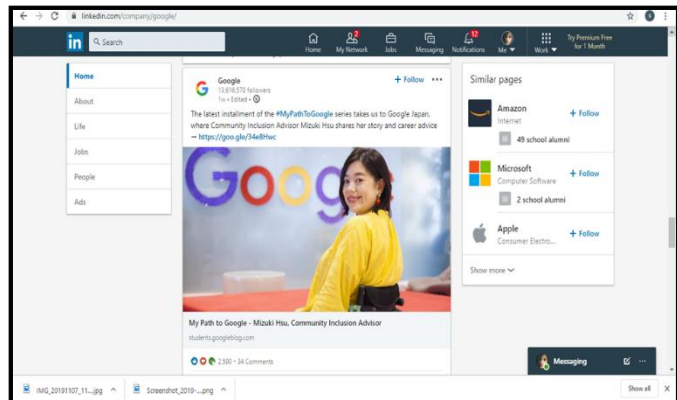 linkedin.com/company/google/
in
Search
Home
2
My Network
Jobs
Messaging
12
Notifications
Me
Work
Try Premium Free
for 1 Month
Home
About
Life
Jobs
People
Ads
Google
+ Follow
13,616,570 followers
1w • Edited •
The latest installment of the #MyPathToGoogle series takes us to Google Japan,
where Community Inclusion Advisor Mizuki Hsu shares her story and career advice
→ https://goo.gle/34e8Hwc
Google
My Path to Google - Mizuki Hsu, Community Inclusion Advisor
students.googleblog.com
2,590 • 34 Comments
Similar pages
Amazon
Internet
+ Follow
49 school alumni
Microsoft
Computer Software
+ Follow
2 school alumni
Apple
Consumer Electro...
+ Follow
Show more
Messaging
IMG_20191107_11....jpg
Screenshot_2019-....png
Show all